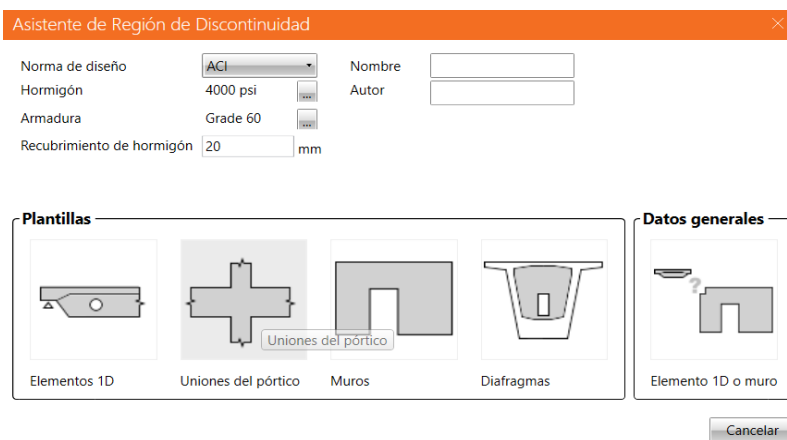 Asistente de Región de Discontinuidad
Norma de diseño ACI Nombre
Hormigón 4000 psi ... Autor
Armadura Grade 60 ...
Recubrimiento de hormigón 20 mm
Plantillas Datos generales
?
Uniones del pórtico
Elementos 1D Uniones del pórtico Muros Diafragmas Elemento 1D o muro
Cancelar